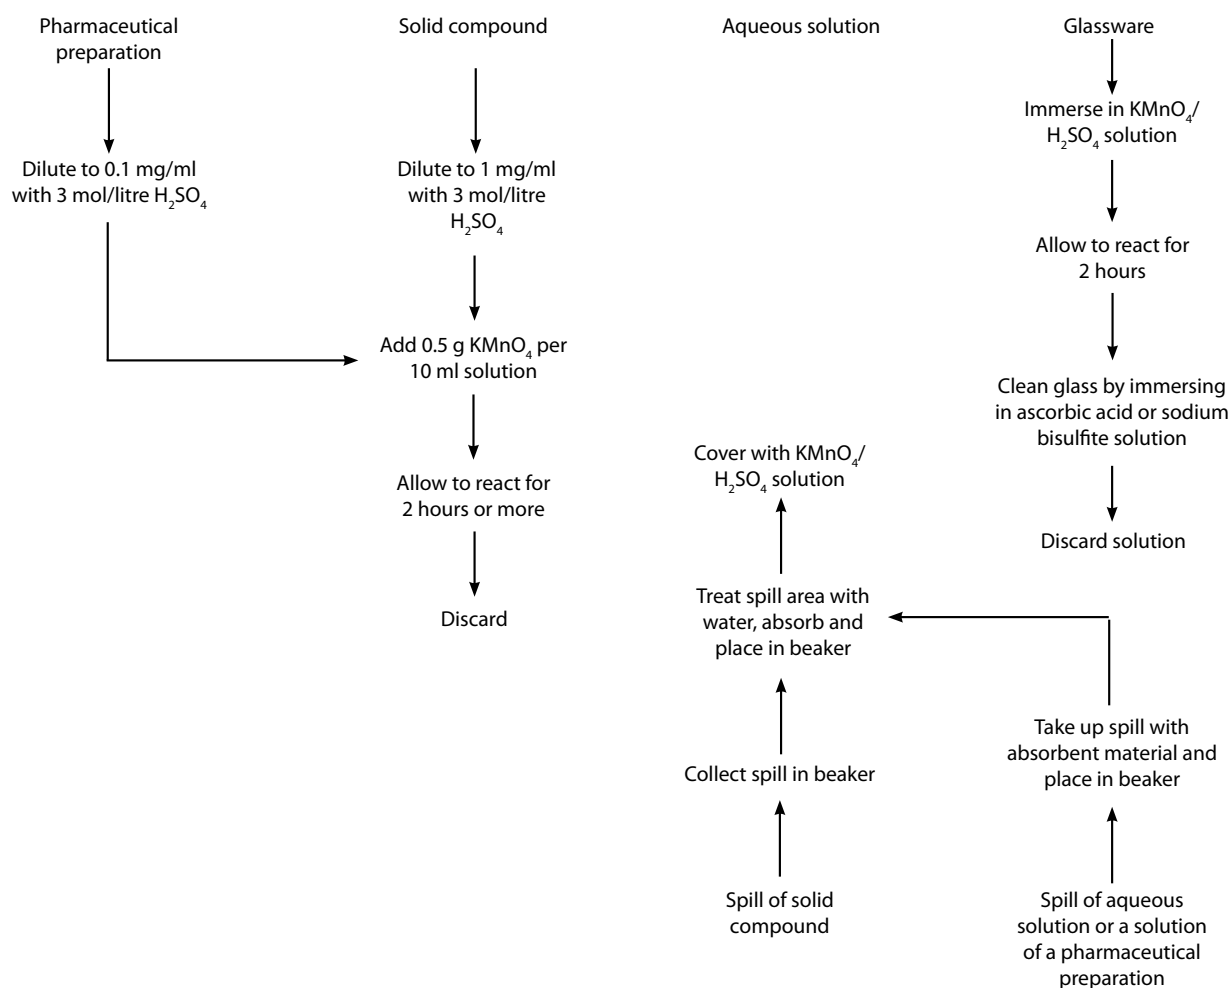 Pharmaceutical
preparation
Solid compound
Aqueous solution
Glassware
Dilute to 0.1 mg/ml
with 3 mol/litre H₂SO₄
Dilute to 1 mg/ml
with 3 mol/litre
H₂SO₄
Immerse in KMnO₄/
H₂SO₄ solution
Allow to react for
2 hours
Add 0.5 g KMnO₄ per
10 ml solution
Clean glass by immersing
in ascorbic acid or sodium
bisulfite solution
Cover with KMnO₄/
H₂SO₄ solution
Allow to react for
2 hours or more
Discard solution
Discard
Treat spill area with
water, absorb and
place in beaker
Take up spill with
absorbent material and
place in beaker
Collect spill in beaker
Spill of solid
compound
Spill of aqueous
solution or a solution
of a pharmaceutical
preparation